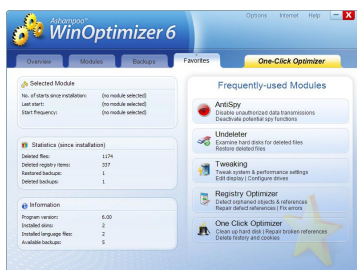 Options Internet Help
Ashampoo®
WinOptimizer 6
Overview Modules Backups Favorites One-Click Optimizer
Selected Module
No. of starts since installation: (no module selected)
Last start: (no module selected)
Start frequency: (no module selected)
Statistics (since installation)
Deleted files: 1174
Deleted registry items: 337
Restored backups: 1
Deleted backups: 1
Information
Program version: 6.00
Installed skins: 2
Installed language files: 2
Available backups: 5
Frequently-used Modules
AntiSpy
Disable unauthorized data transmissions
Deactivate potential spy functions
Undeleter
Examine hard disks for deleted files
Restore deleted files
Tweaking
Tweak system & performance settings
Edit display | Configure drives
Registry Optimizer
Detect orphaned objects & references
Repair defect references | Fix errors
One Click Optimizer
Clean up hard disk | Repair broken references
Delete history and cookies